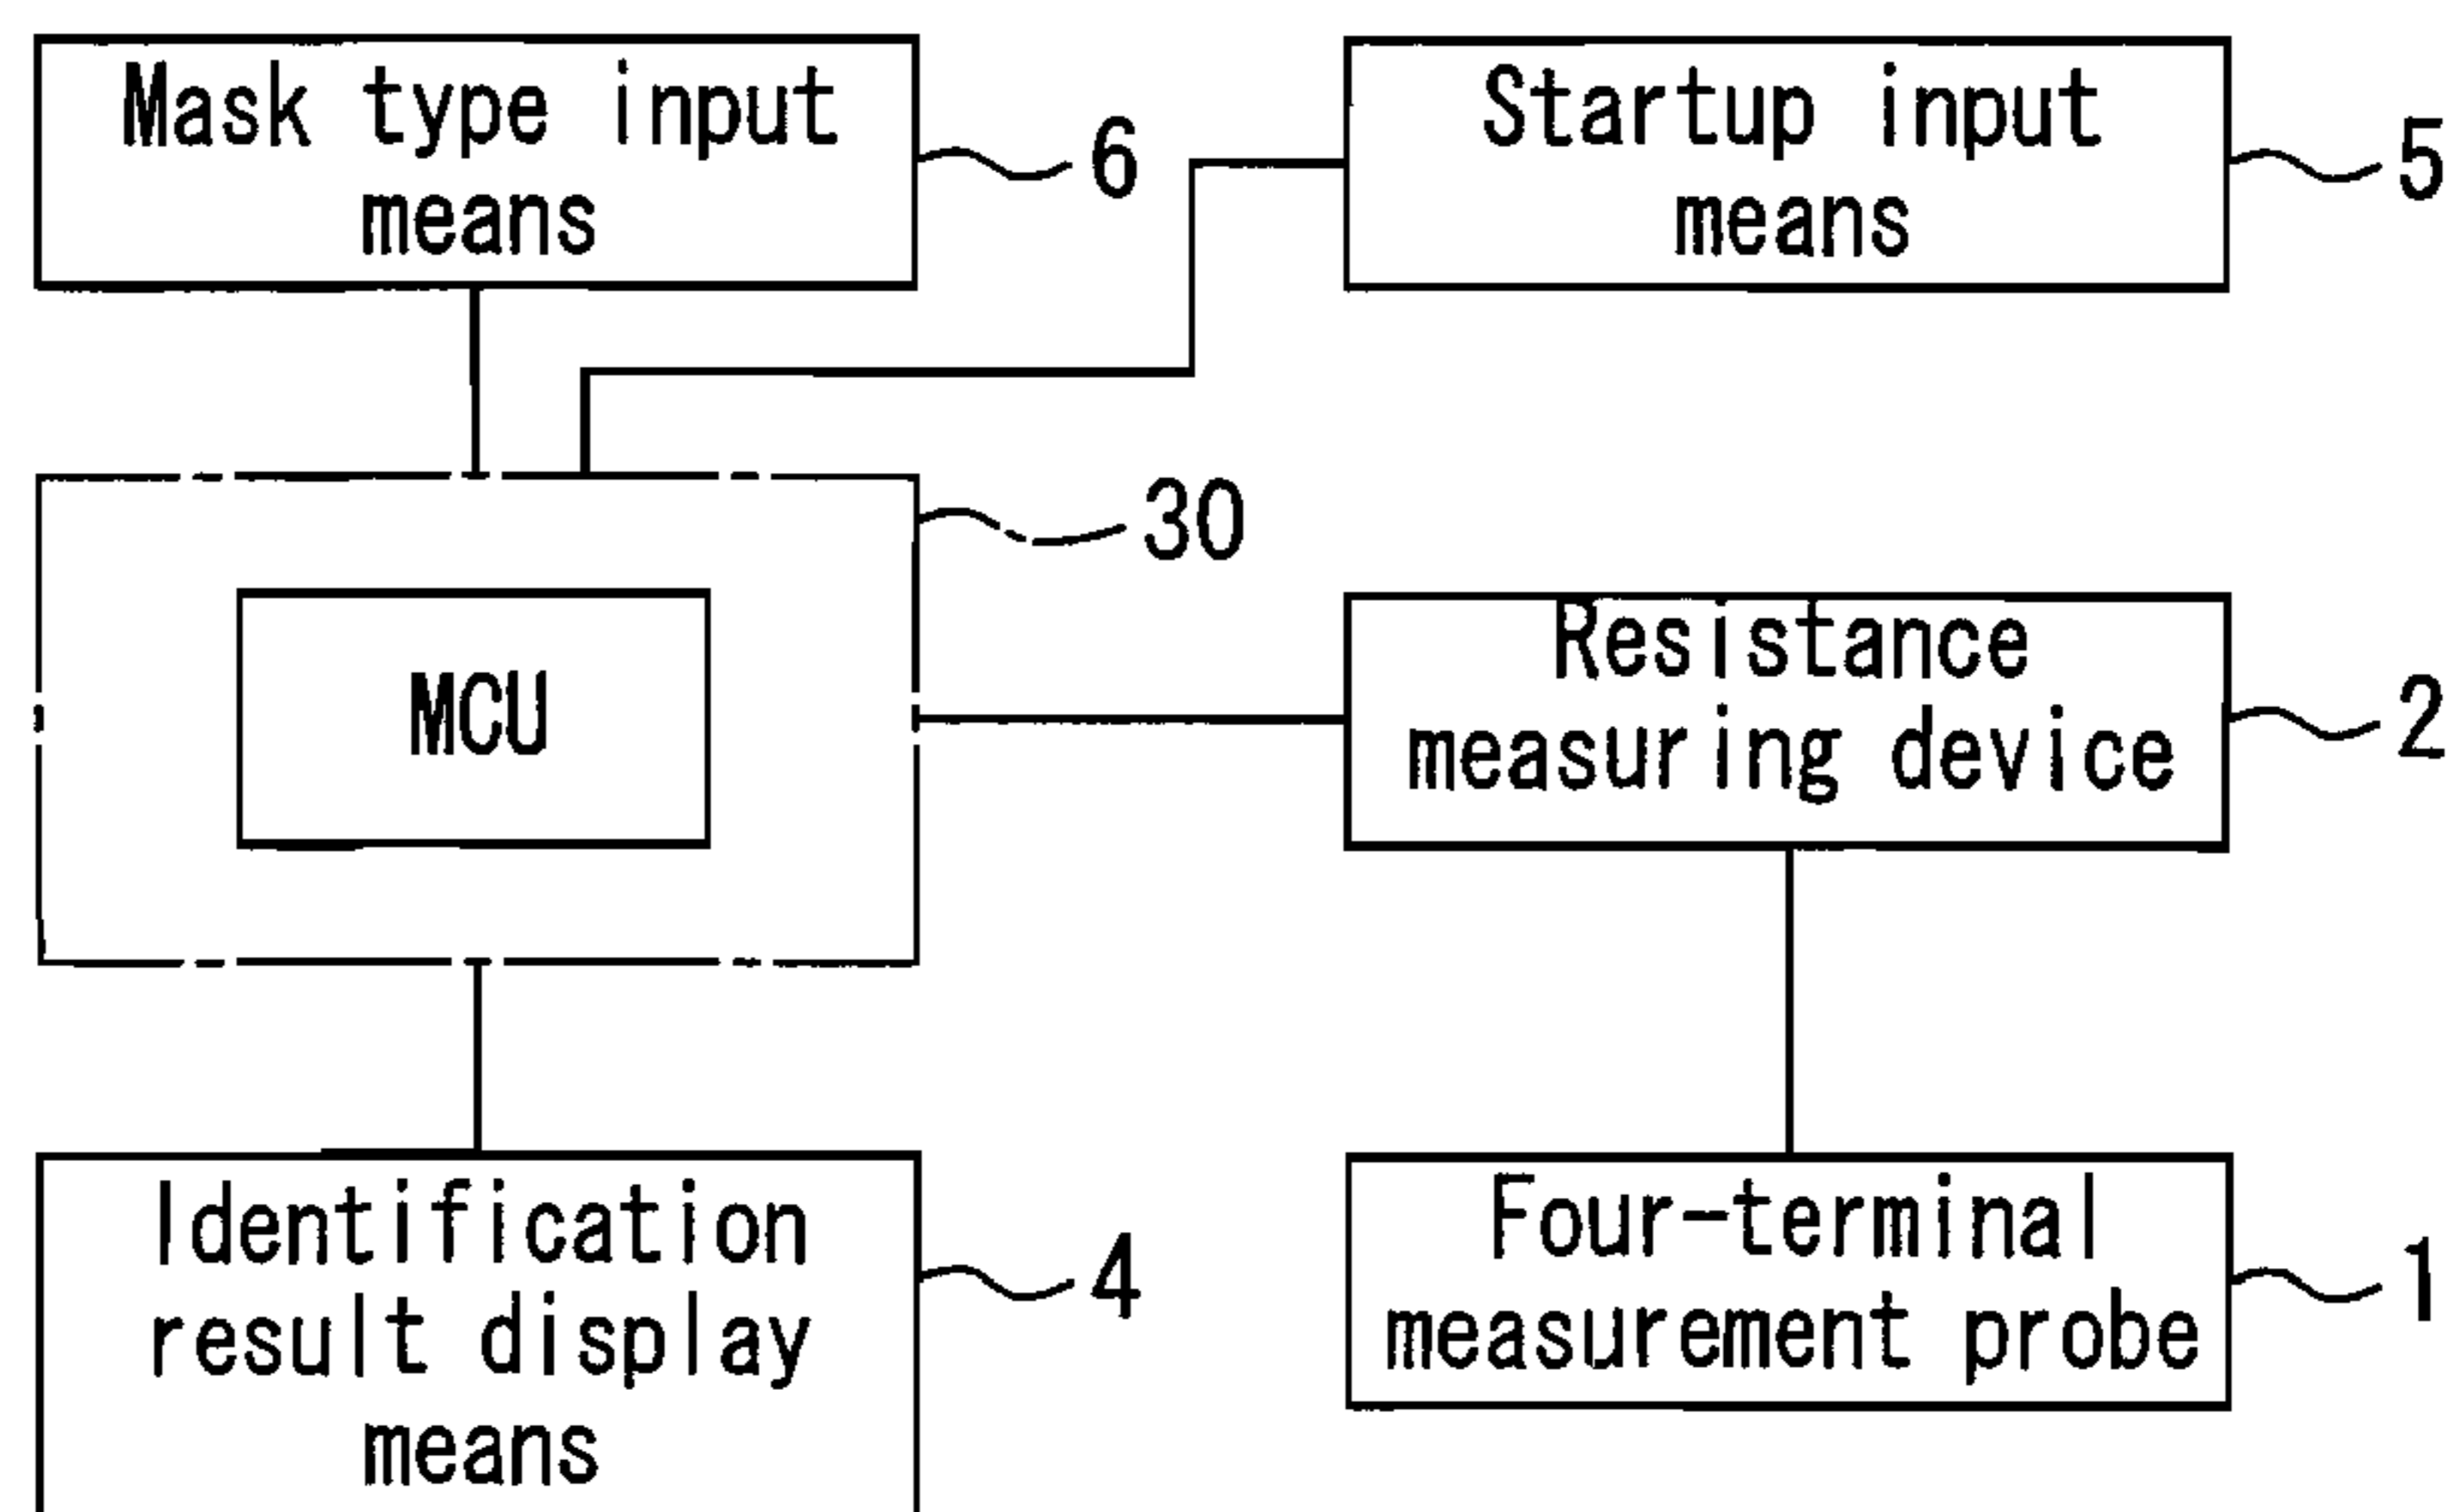 Mask type input
means
6
Startup input
means
5
30
MCU
Resistance
measuring device
2
Identification
result display
means
4
Four-terminal
measurement probe
1